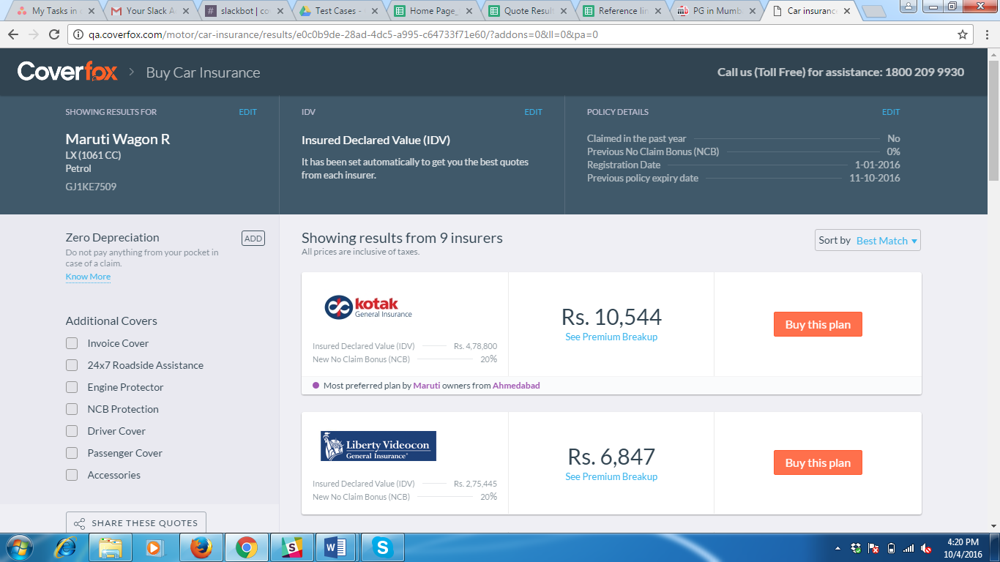 My Tasks in
Your Slack A
slackbot | co
Test Cases -
Home Page_
Quote Resul
Reference lin
PG in Mumb
Car insuranc
qa.coverfox.com/motor/car-insurance/results/e0c0b9de-28ad-4dc5-a995-c64733f71e60/?addons=0&ll=0&pa=0
Coverfox > Buy Car Insurance
Call us (Toll Free) for assistance: 1800 209 9930
SHOWING RESULTS FOR EDIT
Maruti Wagon R
LX (1061 CC)
Petrol
GJ1KE7509
IDV EDIT
Insured Declared Value (IDV)
It has been set automatically to get you the best quotes
from each insurer.
POLICY DETAILS EDIT
Claimed in the past year No
Previous No Claim Bonus (NCB) 0%
Registration Date 1-01-2016
Previous policy expiry date 11-10-2016
Zero Depreciation ADD
Do not pay anything from your pocket in
case of a claim.
Know More
Additional Covers
Invoice Cover
24x7 Roadside Assistance
Engine Protector
NCB Protection
Driver Cover
Passenger Cover
Accessories
SHARE THESE QUOTES
Showing results from 9 insurers
All prices are inclusive of taxes.
Sort by Best Match
kotak
General Insurance
Insured Declared Value (IDV) Rs. 4,78,800
New No Claim Bonus (NCB) 20%
Rs. 10,544
See Premium Breakup
Buy this plan
Most preferred plan by Maruti owners from Ahmedabad
Liberty Videocon
General Insurance
Insured Declared Value (IDV) Rs. 2,75,445
New No Claim Bonus (NCB) 20%
Rs. 6,847
See Premium Breakup
Buy this plan
4:20 PM
10/4/2016